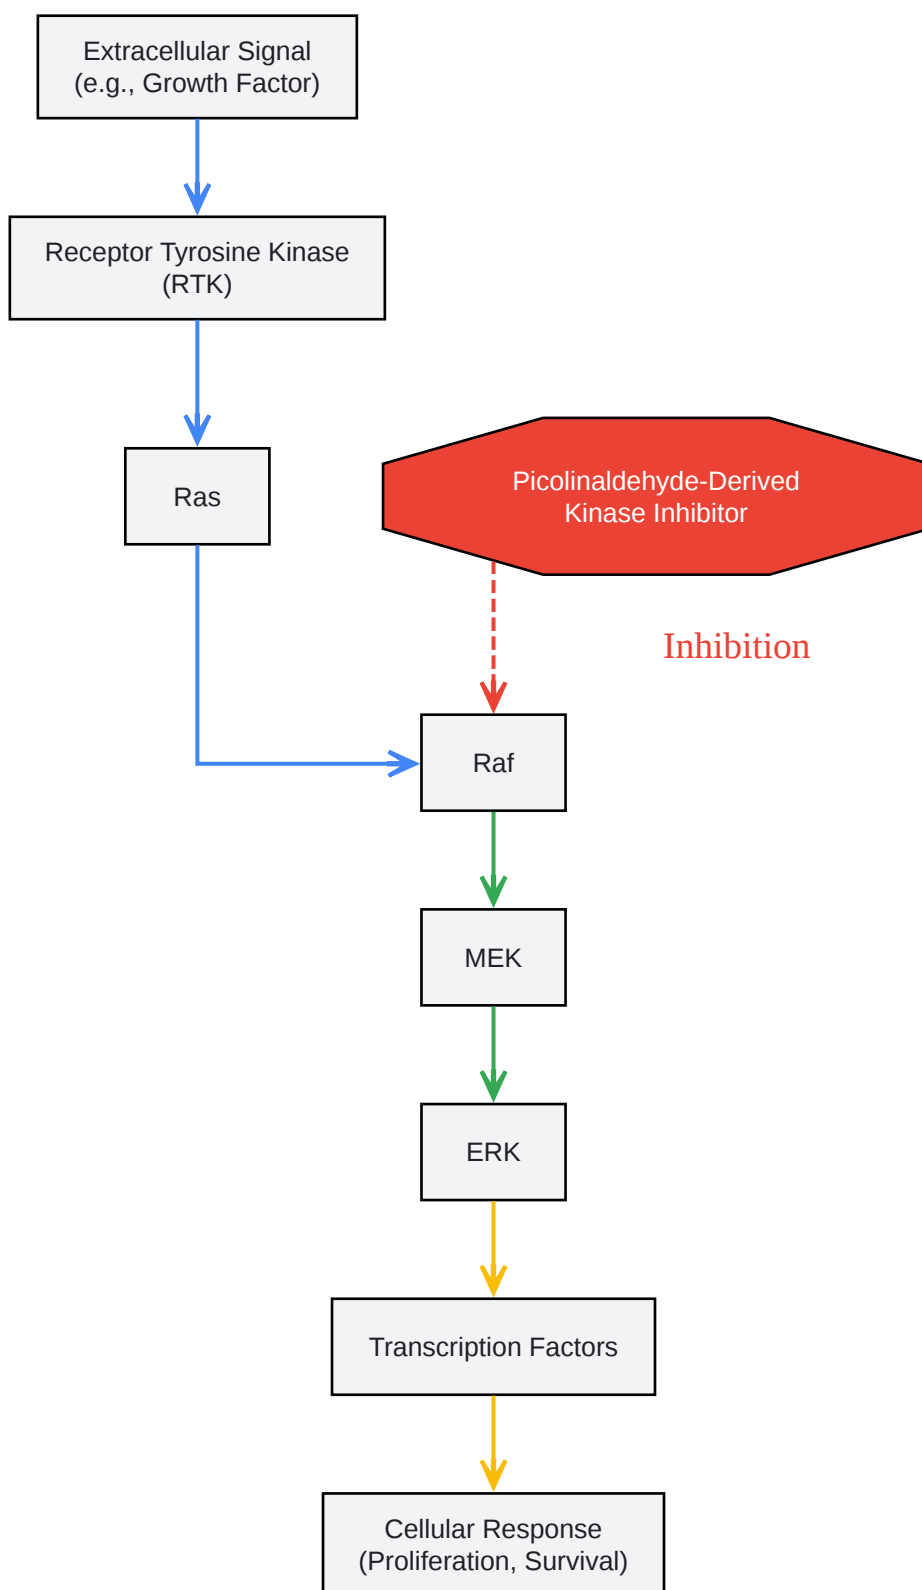 Extracellular Signal
(e.g., Growth Factor)
Receptor Tyrosine Kinase
(RTK)
Ras
Picolinaldehyde-Derived
Kinase Inhibitor
Inhibition
Raf
MEK
ERK
Transcription Factors
Cellular Response
(Proliferation, Survival)